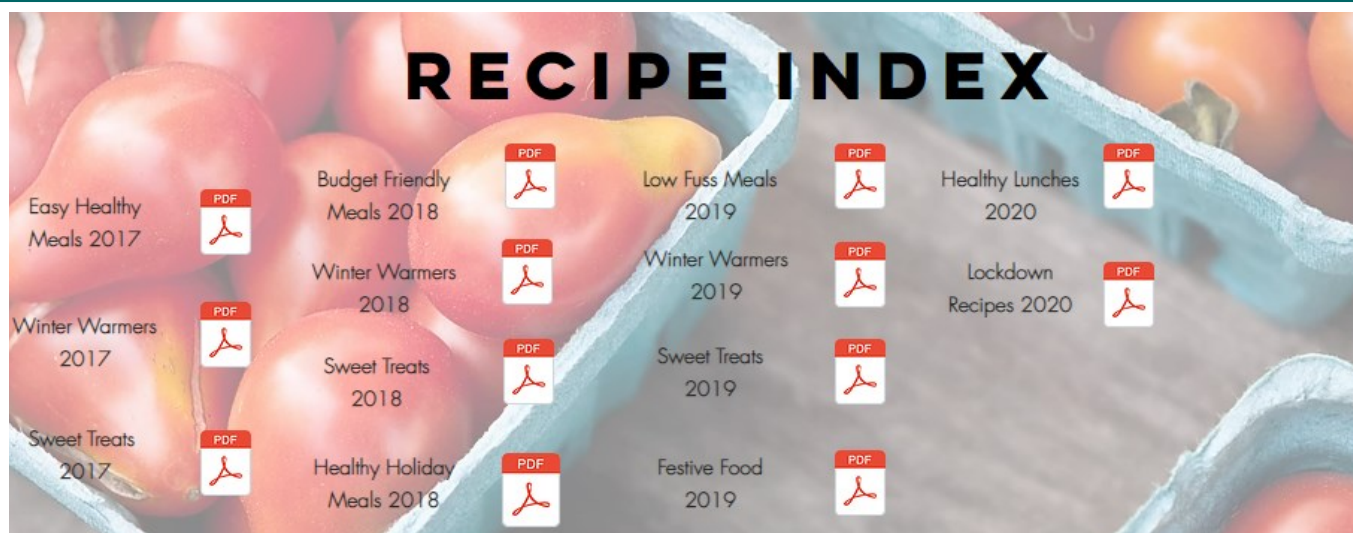 RECIPE INDEX
Easy Healthy
Meals 2017
PDF
Winter Warmers
2017
PDF
Sweet Treats
2017
PDF
Budget Friendly
Meals 2018
PDF
Winter Warmers
2018
PDF
Sweet Treats
2018
PDF
Healthy Holiday
Meals 2018
PDF
Low Fuss Meals
2019
PDF
Winter Warmers
2019
PDF
Sweet Treats
2019
PDF
Festive Food
2019
PDF
Healthy Lunches
2020
PDF
Lockdown
Recipes 2020
PDF